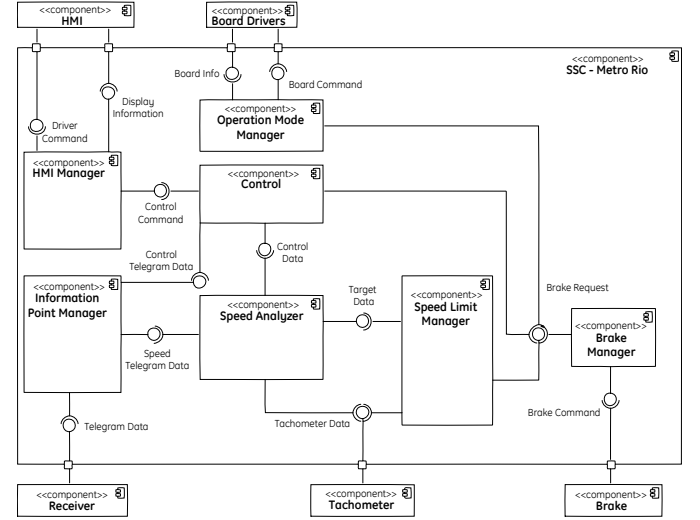 <<component>>
HMI
<<component>>
Board Drivers
<<component>>
SSC - Metro Rio
Board Info
Board Command
Display
Information
Driver
Command
<<component>>
Operation Mode
Manager
<<component>>
HMI Manager
<<component>>
Control
Control
Command
Control
Telegram Data
Control
Data
<<component>>
Information
Point Manager
<<component>>
Speed Analyzer
Target
Data
<<component>>
Speed Limit
Manager
Brake Request
<<component>>
Brake
Manager
Speed
Telegram Data
Telegram Data
Tachometer Data
Brake Command
<<component>>
Receiver
<<component>>
Tachometer
<<component>>
Brake